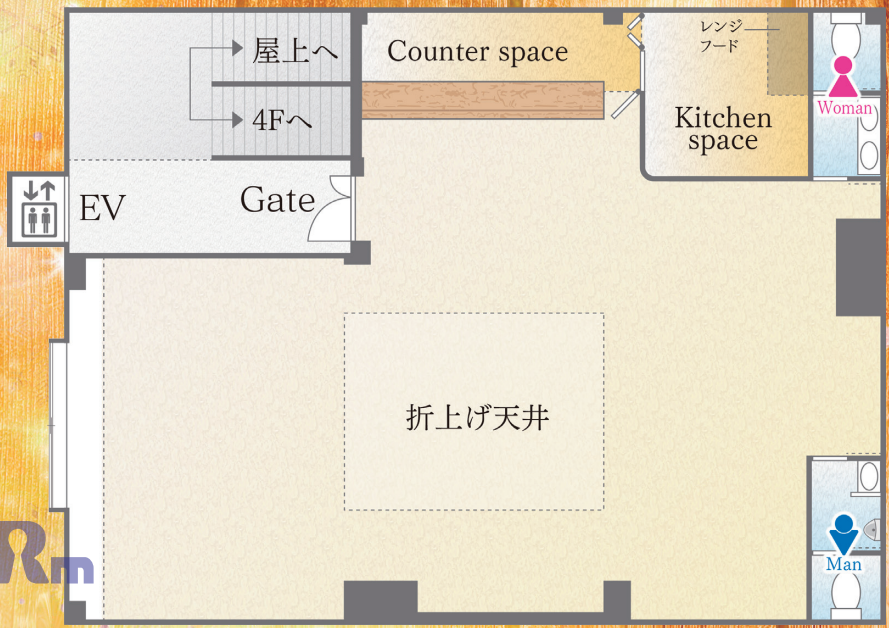 屋上へ
Counter space
レンジ
フード
4Fへ
Kitchen
space
Woman
EV
Gate
折上げ天井
Rm
Man